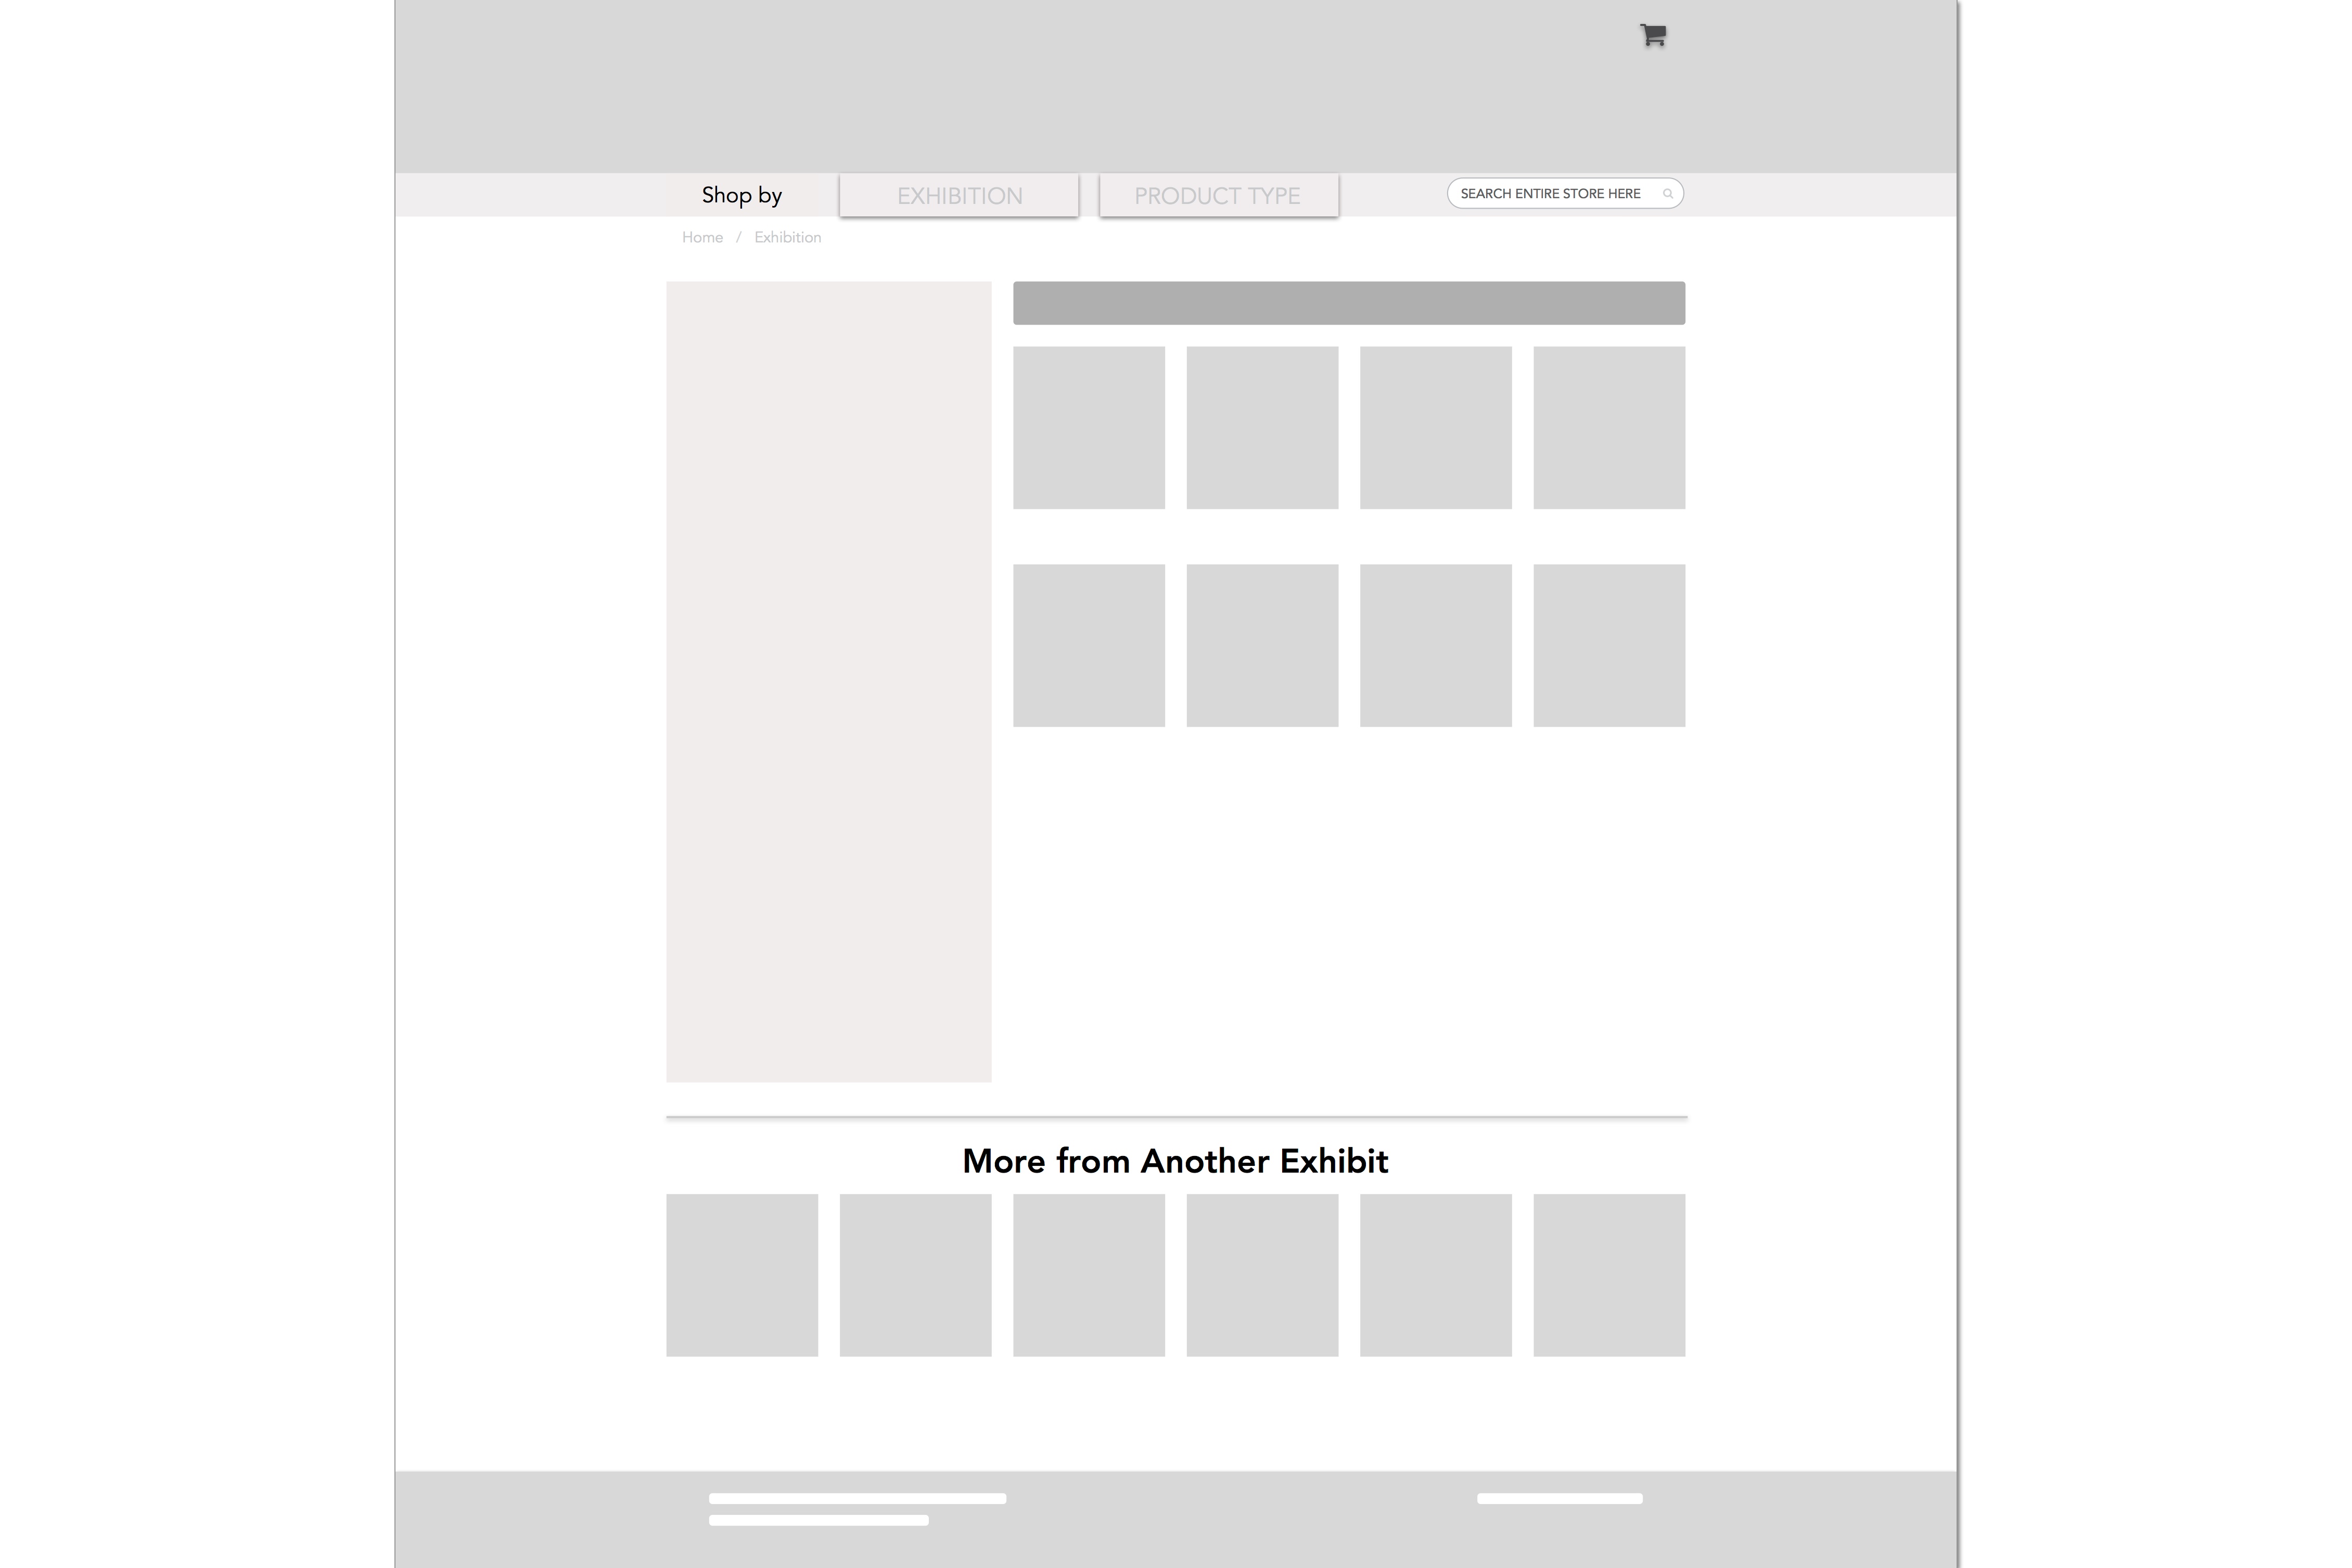 Shop by EXHIBITION PRODUCT TYPE SEARCH ENTIRE STORE HERE
Home / Exhibition
More from Another Exhibit